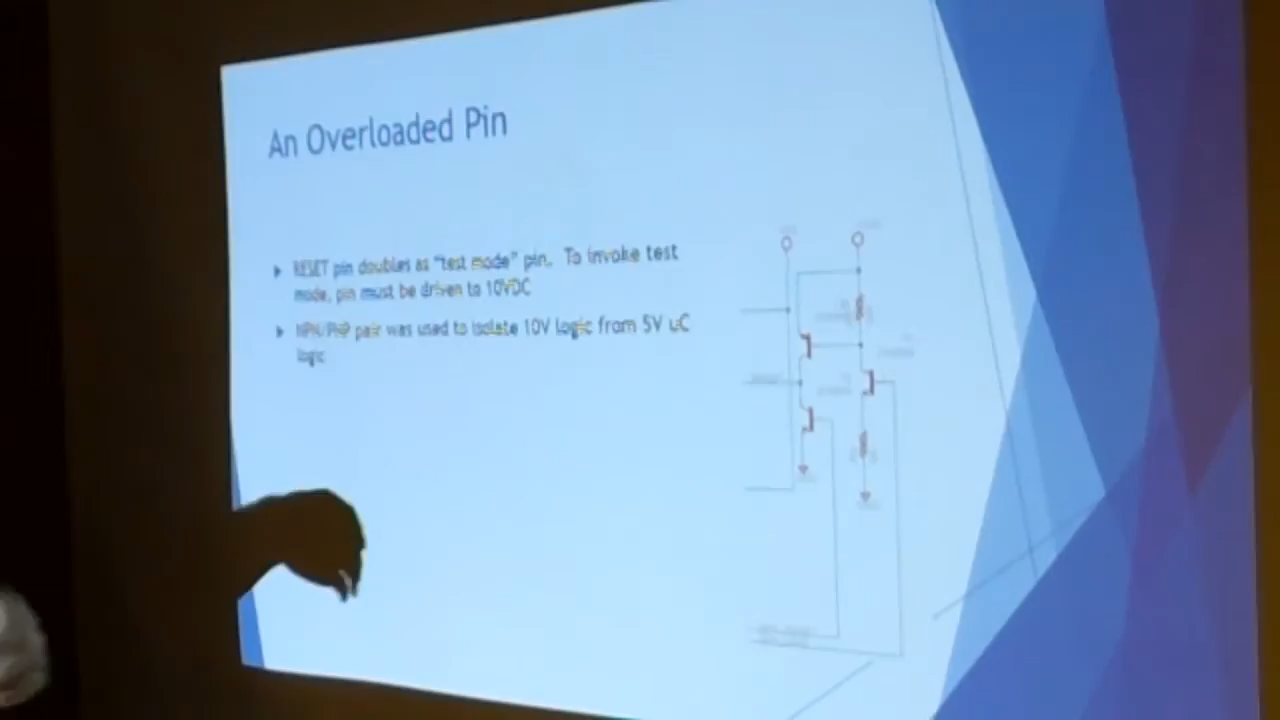 An Overloaded Pin
RESET pin doubles as "test mode" pin. To invoke test
mode, pin must be driven to 10VDC
NPN/PNP pair was used to isolate 10V logic from 5V uC
logic